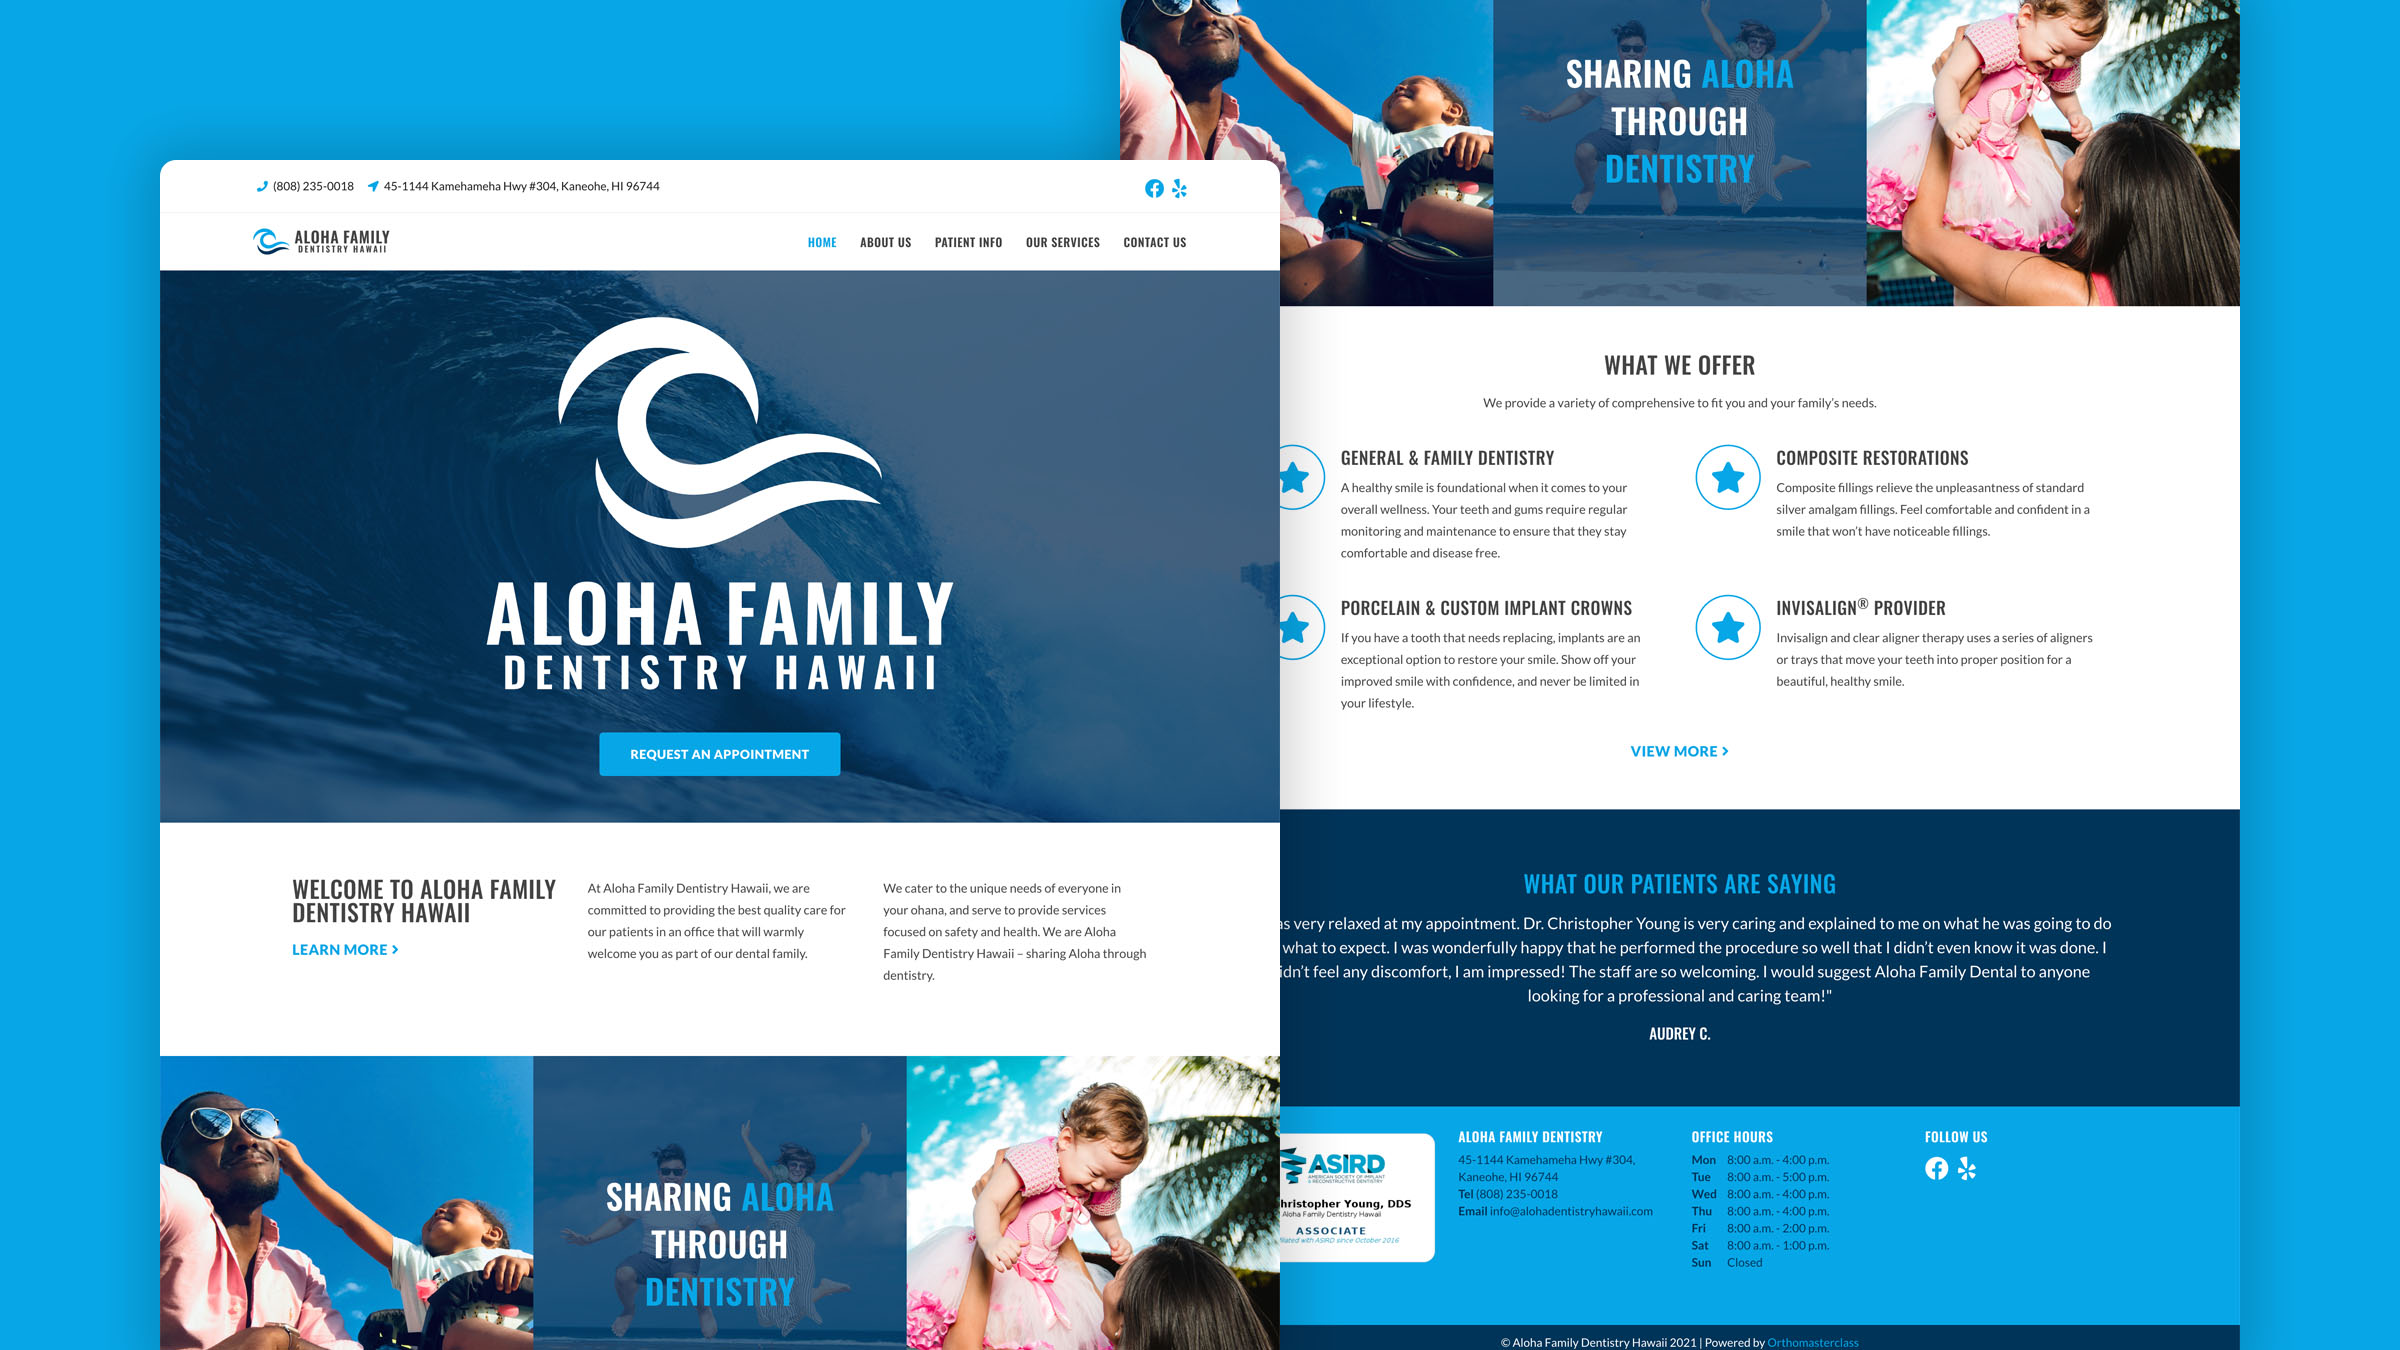 (808) 235-0018 45-1144 Kamehameha Hwy #304, Kaneohe, HI 96744
ALOHA FAMILY
DENTISTRY HAWAII
HOME ABOUT US PATIENT INFO OUR SERVICES CONTACT US
ALOHA FAMILY
DENTISTRY HAWAII
REQUEST AN APPOINTMENT
WELCOME TO ALOHA FAMILY
DENTISTRY HAWAII
LEARN MORE >
At Aloha Family Dentistry Hawaii, we are
committed to providing the best quality care for
our patients in an office that will warmly
welcome you as part of our dental family.
We cater to the unique needs of everyone in
your ohana, and serve to provide services
focused on safety and health. We are Aloha
Family Dentistry Hawaii – sharing Aloha through
dentistry.
SHARING ALOHA
THROUGH
DENTISTRY
SHARING ALOHA
THROUGH
DENTISTRY
WHAT WE OFFER
We provide a variety of comprehensive to fit you and your family's needs.
GENERAL & FAMILY DENTISTRY
A healthy smile is foundational when it comes to your
overall wellness. Your teeth and gums require regular
monitoring and maintenance to ensure that they stay
comfortable and disease free.
COMPOSITE RESTORATIONS
Composite fillings relieve the unpleasantness of standard
silver amalgam fillings. Feel comfortable and confident in a
smile that won't have noticeable fillings.
PORCELAIN & CUSTOM IMPLANT CROWNS
If you have a tooth that needs replacing, implants are an
exceptional option to restore your smile. Show off your
improved smile with confidence, and never be limited in
your lifestyle.
INVISALIGN® PROVIDER
Invisalign and clear aligner therapy uses a series of aligners
or trays that move your teeth into proper position for a
beautiful, healthy smile.
VIEW MORE >
WHAT OUR PATIENTS ARE SAYING
as very relaxed at my appointment. Dr. Christopher Young is very caring and explained to me on what he was going to do
what to expect. I was wonderfully happy that he performed the procedure so well that I didn't even know it was done. I
idn't feel any discomfort, I am impressed! The staff are so welcoming. I would suggest Aloha Family Dental to anyone
looking for a professional and caring team!"
AUDREY C.
ASIRD
AMERICAN SOCIETY OF IMPLANT
& RECONSTRUCTIVE DENTISTRY
hristopher Young, DDS
Aloha Family Dentistry Hawaii
ASSOCIATE
iliated with ASIRD since October 2016
ALOHA FAMILY DENTISTRY
45-1144 Kamehameha Hwy #304,
Kaneohe, HI 96744
Tel (808) 235-0018
Email info@alohadentistryhawaii.com
OFFICE HOURS
Mon 8:00 a.m. - 4:00 p.m.
Tue 8:00 a.m. - 5:00 p.m.
Wed 8:00 a.m. - 4:00 p.m.
Thu 8:00 a.m. - 4:00 p.m.
Fri 8:00 a.m. - 2:00 p.m.
Sat 8:00 a.m. - 1:00 p.m.
Sun Closed
FOLLOW US
© Aloha Family Dentistry Hawaii 2021 | Powered by Orthomasterclass